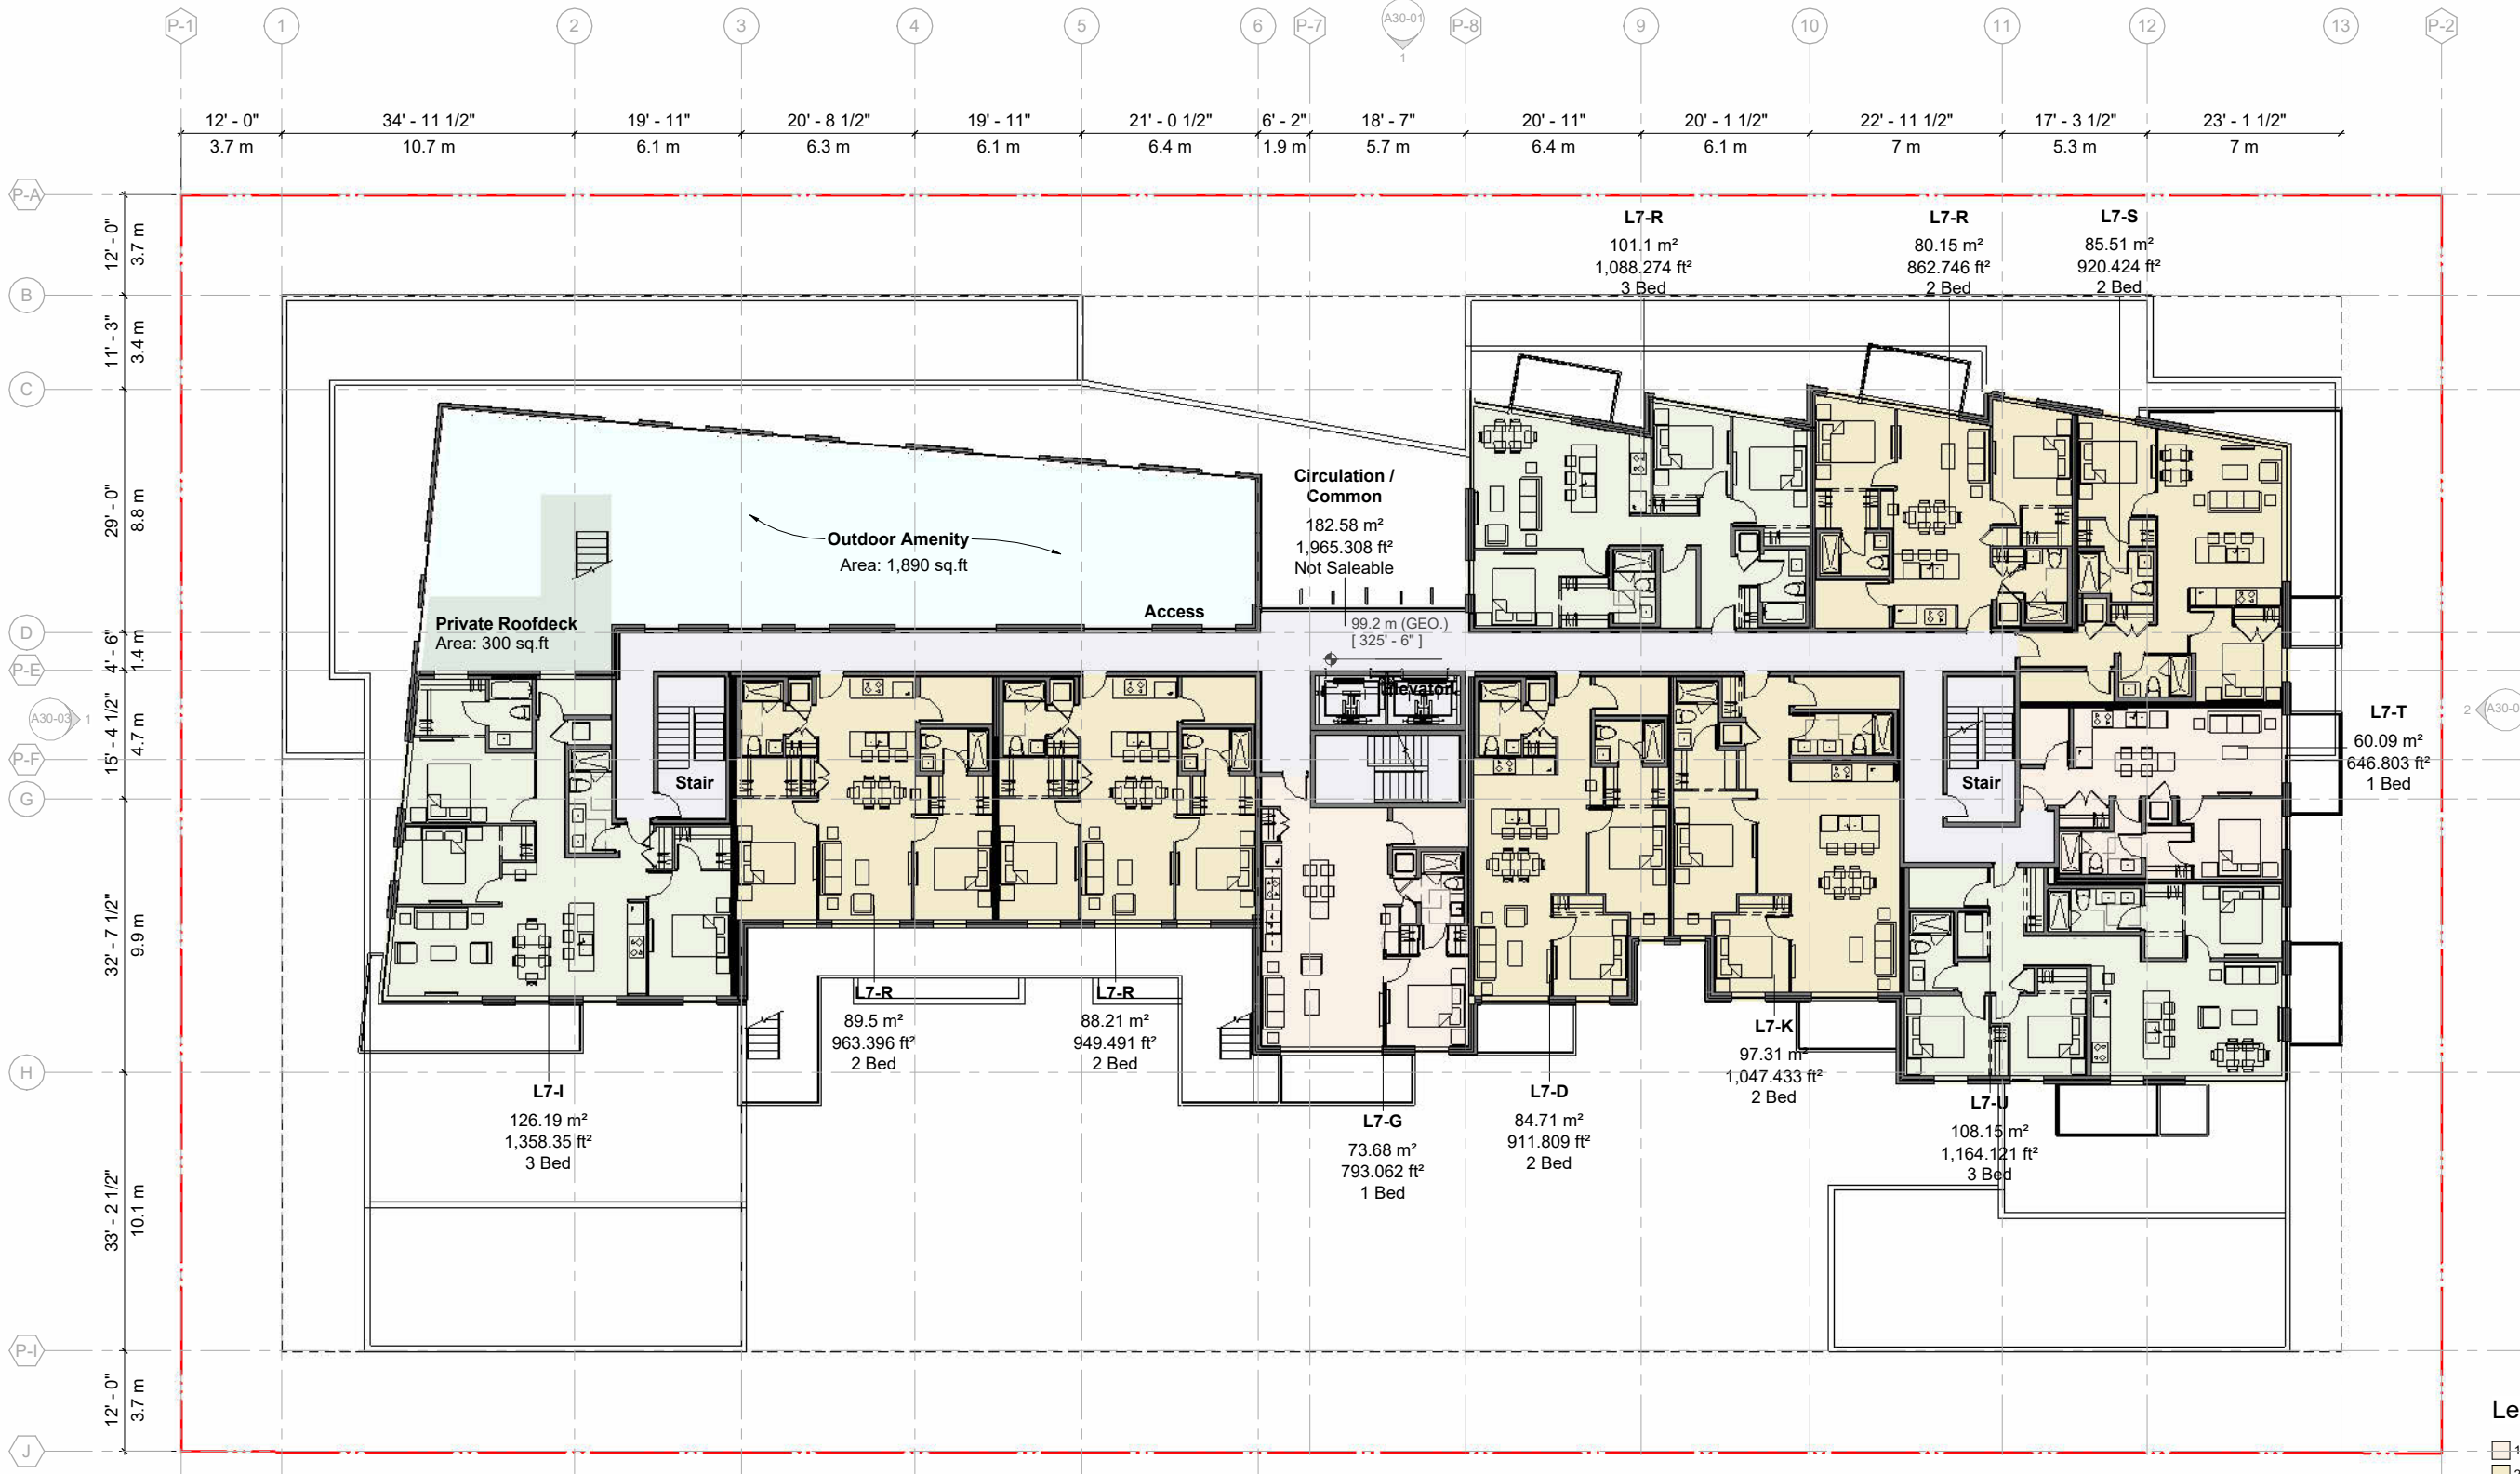 P-1
1
2
3
4
5
6
P-7
A30-01
1
P-8
9
10
11
12
13
P-2
12' - 0"
34' - 11 1/2"
19' - 11"
20' - 8 1/2"
19' - 11"
21' - 0 1/2"
6' - 2"
18' - 7"
20' - 11"
20' - 1 1/2"
22' - 11 1/2"
17' - 3 1/2"
23' - 1 1/2"
3.7 m
10.7 m
6.1 m
6.3 m
6.1 m
6.4 m
1.9 m
5.7 m
6.4 m
6.1 m
7 m
5.3 m
7 m
P-A
12' - 0"
3.7 m
B
11' - 3"
3.4 m
C
29' - 0"
8.8 m
D
4' - 6"
1.4 m
P-E
15' - 4 1/2"
4.7 m
A30-03
1
P-F
G
32' - 7 1/2"
9.9 m
H
33' - 2 1/2"
10.1 m
P-I
12' - 0"
3.7 m
J
L7-R
101.1 m²
1,088.274 ft²
3 Bed
L7-R
80.15 m²
862.746 ft²
2 Bed
L7-S
85.51 m²
920.424 ft²
2 Bed
Circulation /
Common
182.58 m²
1,965.308 ft²
Not Saleable
Outdoor Amenity
Area: 1,890 sq.ft
Access
Private Roofdeck
Area: 300 sq.ft
99.2 m (GEO.)
[ 325' - 6" ]
Elevator
Stair
Stair
L7-T
60.09 m²
646.803 ft²
1 Bed
2
A30-0
L7-R
89.5 m²
963.396 ft²
2 Bed
L7-R
88.21 m²
949.491 ft²
2 Bed
L7-I
126.19 m²
1,358.35 ft²
3 Bed
L7-G
73.68 m²
793.062 ft²
1 Bed
L7-D
84.71 m²
911.809 ft²
2 Bed
L7-K
97.31 m²
1,047.433 ft²
2 Bed
L7-U
108.15 m²
1,164.121 ft²
3 Bed
Le
1